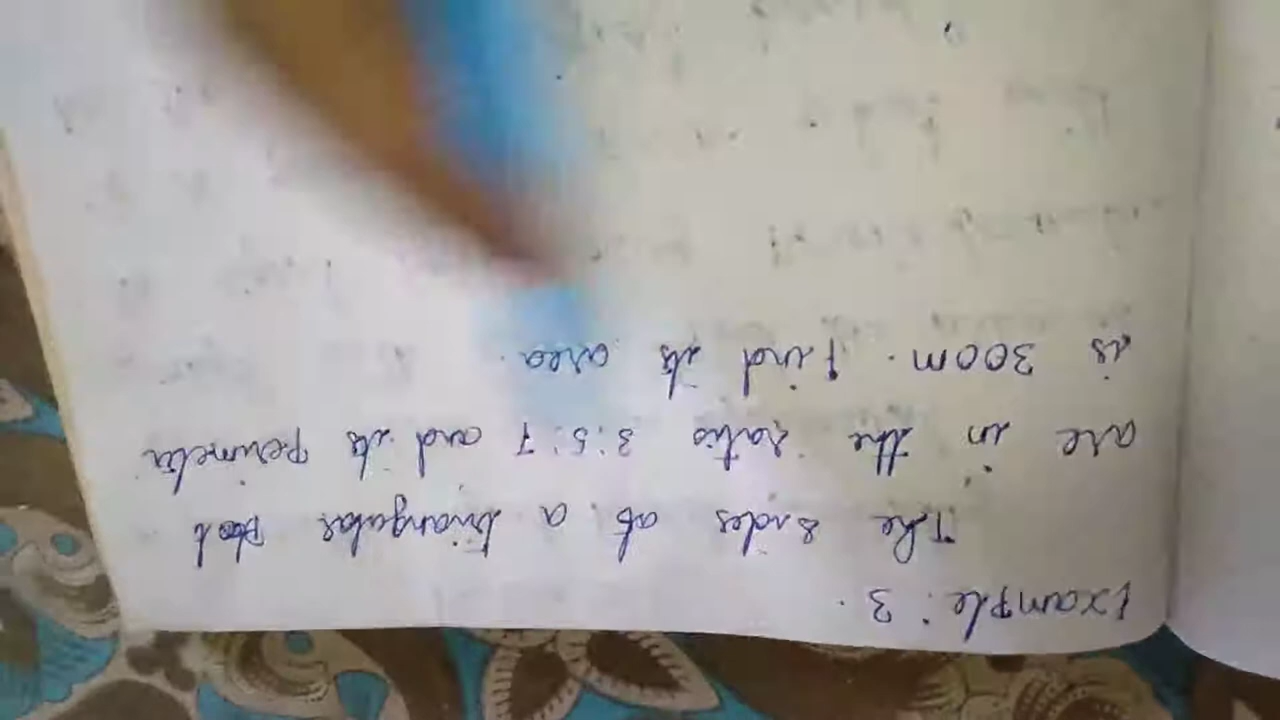 Example: 3.
The sides of a triangular plot
are in the ratio 3:5:7 and its perimeter
is 300m. Find its area.